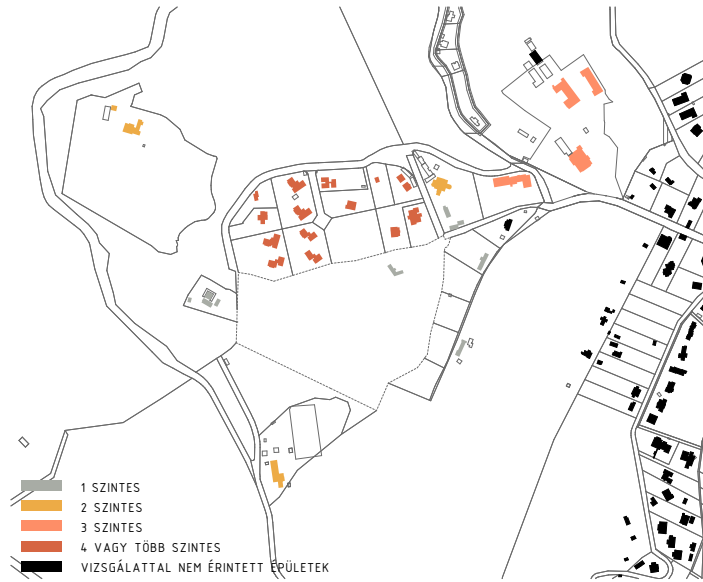 1 SZINTES
2 SZINTES
3 SZINTES
4 VAGY TÖBB SZINTES
VIZSGÁLATTAL NEM ÉRINTETT ÉPÜLETEK